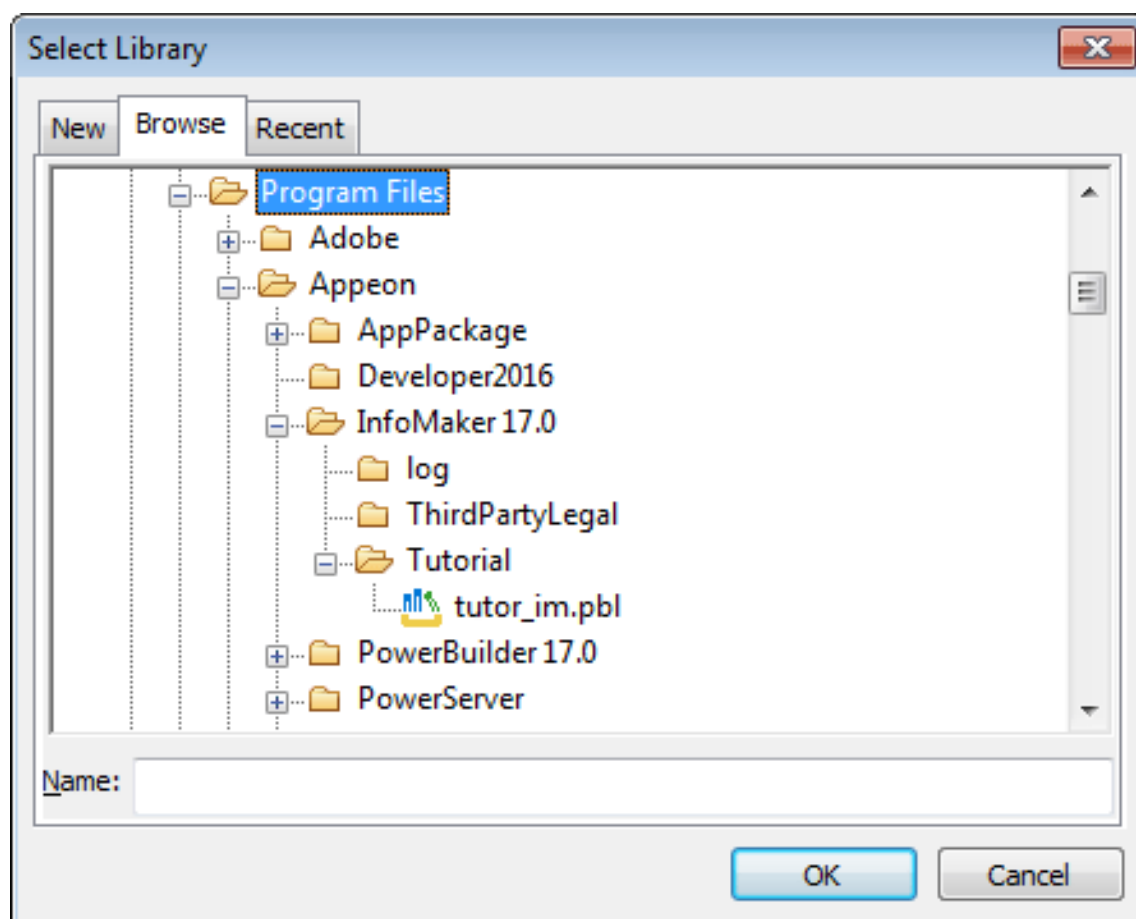 Select Library
New Browse Recent
Program Files
Adobe
Appeon
AppPackage
Developer2016
InfoMaker 17.0
log
ThirdPartyLegal
Tutorial
tutor_im.pbl
PowerBuilder 17.0
PowerServer
Name:
OK Cancel